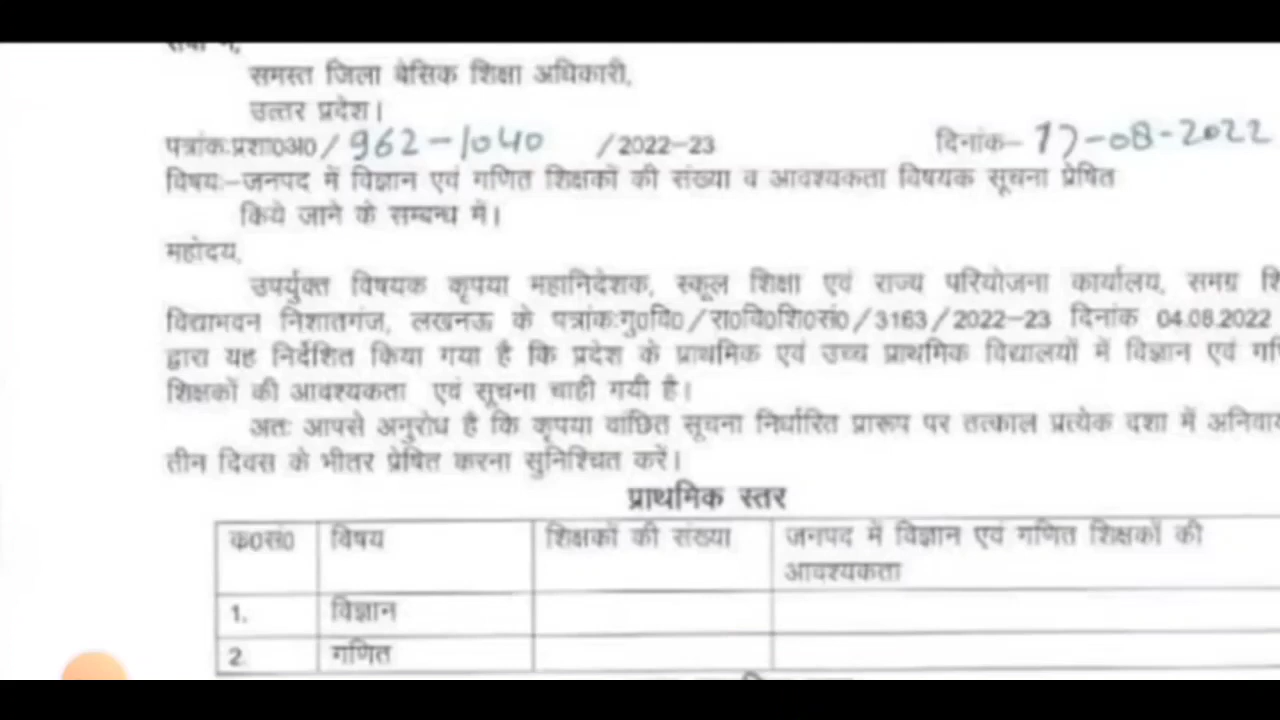 सेवा में,
समस्त जिला बेसिक शिक्षा अधिकारी,
उत्तर प्रदेश।
पत्रांक:प्रशा0अ0/962-1040 /2022-23 दिनांक- 17-08-2022
विषय:-जनपद में विज्ञान एवं गणित शिक्षकों की संख्या व आवश्यकता विषयक सूचना प्रेषित
किये जाने के सम्बन्ध में।
महोदय,
उपर्युक्त विषयक कृपया महानिदेशक, स्कूल शिक्षा एवं राज्य परियोजना कार्यालय, समग्र
विद्याभवन निशातगंज, लखनऊ के पत्रांक:गु0वि0/रा0वि0शि0सं0/3163/2022-23 दिनांक 04.08.2022
द्वारा यह निर्देशित किया गया है कि प्रदेश के प्राथमिक एवं उच्च प्राथमिक विद्यालयों में विज्ञान एवं
शिक्षकों की आवश्यकता एवं सूचना चाही गयी है।
अतः आपसे अनुरोध है कि कृपया वांछित सूचना निर्धारित प्रारूप पर तत्काल प्रत्येक दशा में
तीन दिवस के भीतर प्रेषित करना सुनिश्चित करें।
प्राथमिक स्तर
क0सं0 विषय शिक्षकों की संख्या जनपद में विज्ञान एवं गणित शिक्षकों की
आवश्यकता
1. विज्ञान
2. गणित